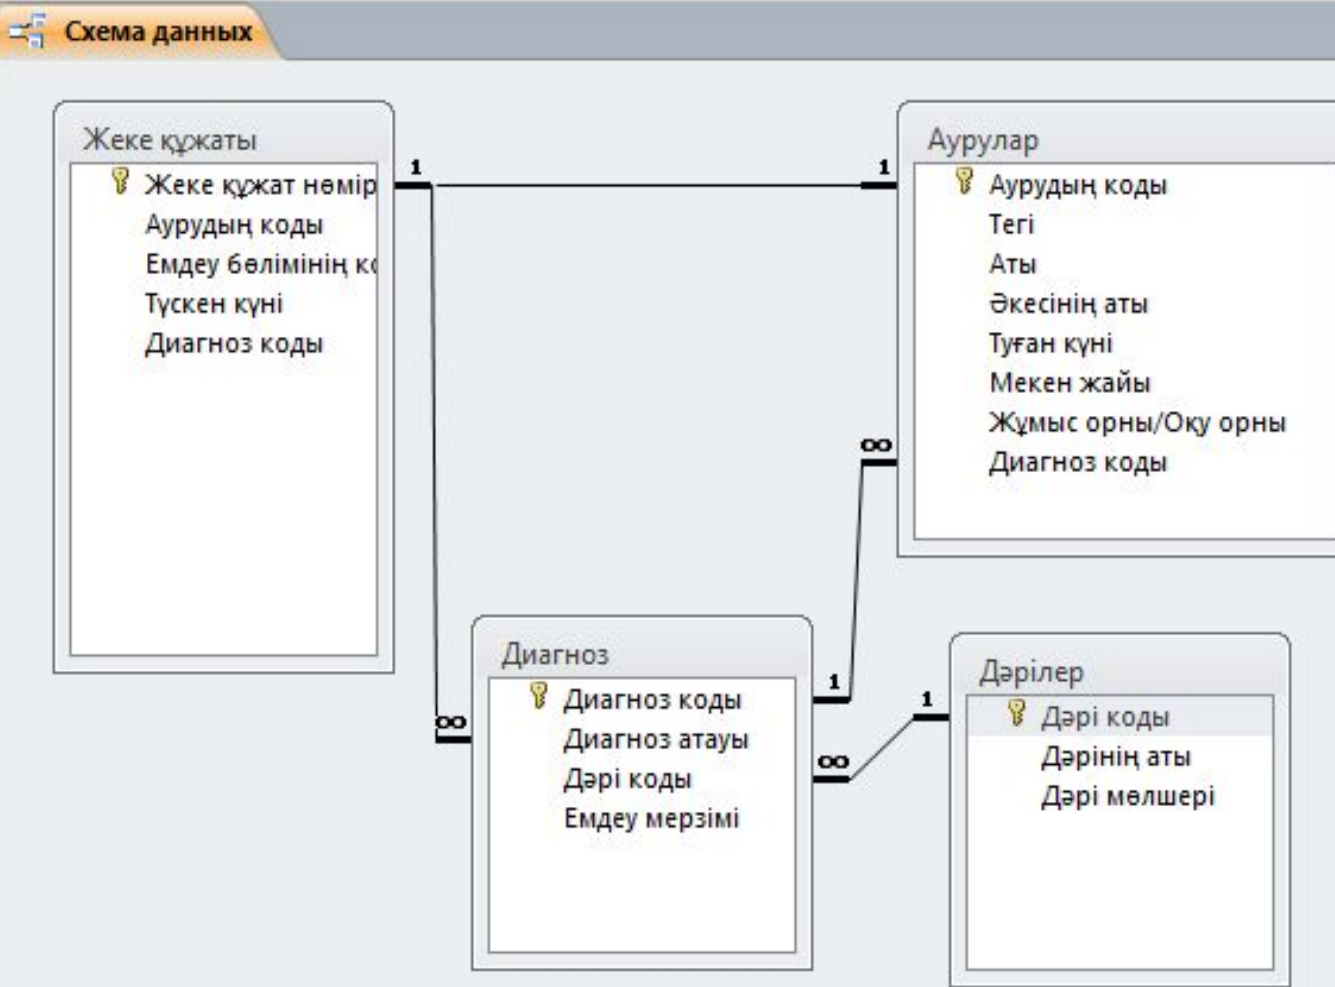 Схема данных
Жеке құжаты
Жеке құжат нөмір
Аурудың коды
Емдеу бөлімінің
Түскен күні
Диагноз коды
1
1
Аурулар
Аурудың коды
Тегі
Аты
Әкесінің аты
Туған күні
Мекен жайы
Жұмыс орны/Оқу орны
Диагноз коды
∞
∞
Диагноз
Диагноз коды
Диагноз атауы
Дәрі коды
Емдеу мерзімі
1
∞
1
Дәрілер
Дәрі коды
Дәрінің аты
Дәрі мөлшері